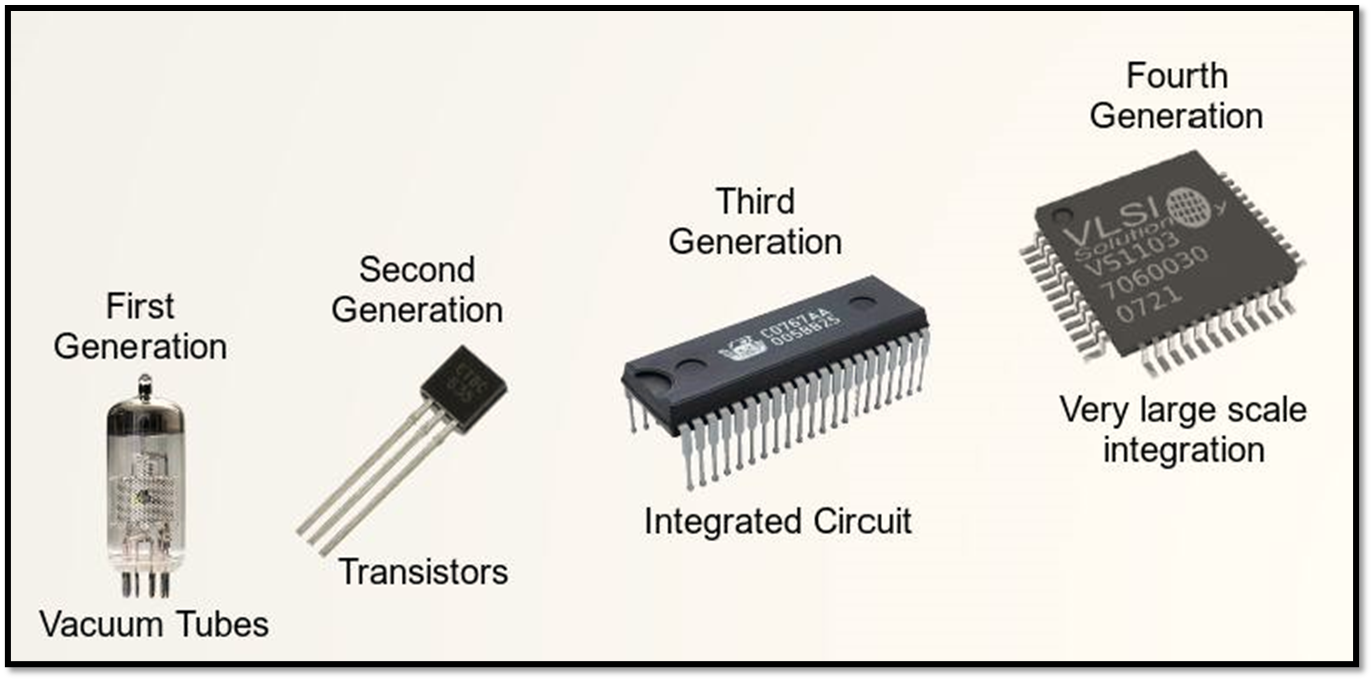 First
Generation
Vacuum Tubes
Second
Generation
Transistors
Third
Generation
C0767AA
0058825
Integrated Circuit
Fourth
Generation
VLSI
Solution
VS1103
7060030
0721
Very large scale
integration